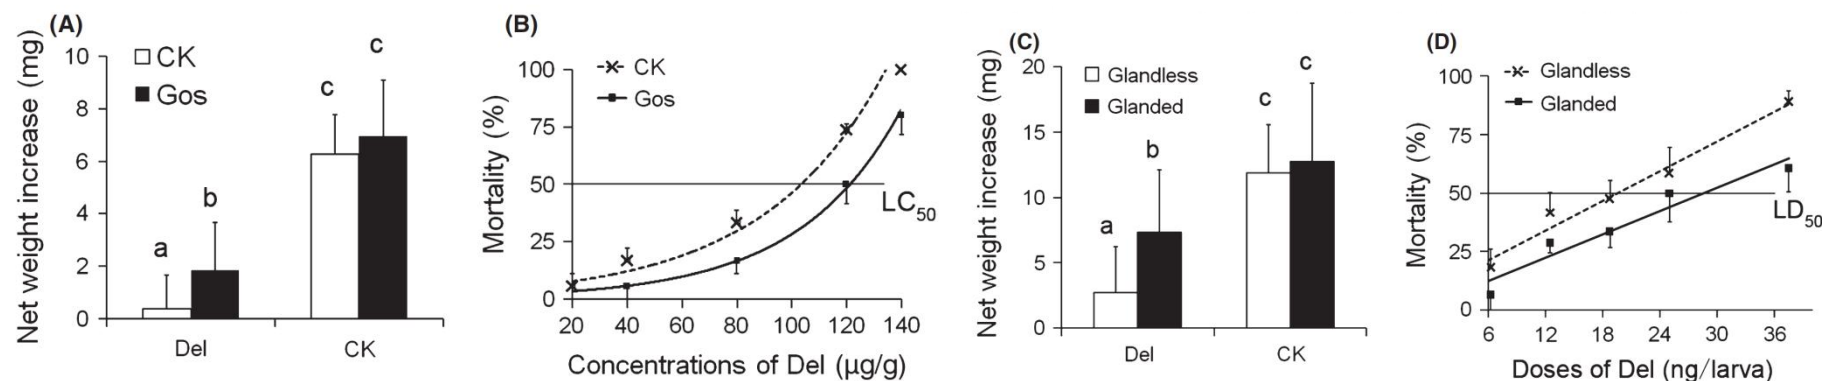 (A)
Net weight increase (mg)
10
8
6
4
2
0
CK
Gos
a
b
c
c
Del
CK
(B)
Mortality (%)
100
75
50
25
0
CK
Gos
LC50
20
40
60
80
100
120
140
Concentrations of Del (µg/g)
(C)
Net weight increase (mg)
20
15
10
5
0
Glandless
Glanded
a
b
c
c
Del
CK
(D)
Mortality (%)
100
75
50
25
0
Glandless
Glanded
LD50
6
12
18
24
30
36
Doses of Del (ng/larva)